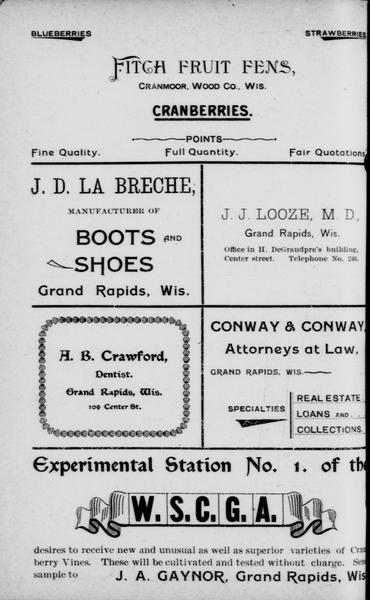 BLUEBERRIES STRAWBERRIES
FITCH FRUIT FENS,
CRANMOOR, WOOD CO., WIS.
CRANBERRIES.
POINTS
Fine Quality. Full Quantity. Fair Quotations
J. D. LA BRECHE,
MANUFACTURER OF
BOOTS AND
SHOES
Grand Rapids, Wis.
J. J. LOOZE, M. D,
Grand Rapids, Wis.
Office in H. DeGrandpre's building,
Center street. Telephone No. 246.
A. B. Crawford,
Dentist.
Grand Rapids, Wis.
109 Center St.
CONWAY & CONWAY
Attorneys at Law,
GRAND RAPIDS, WIS.
SPECIALTIES
REAL ESTATE
LOANS AND . .
COLLECTIONS
Experimental Station No. 1. of the
W. S. C. G. A.
desires to receive new and unusual as well as superior varieties of Cran
berry Vines. These will be cultivated and tested without charge. Sen
sample to J. A. GAYNOR, Grand Rapids, Wis